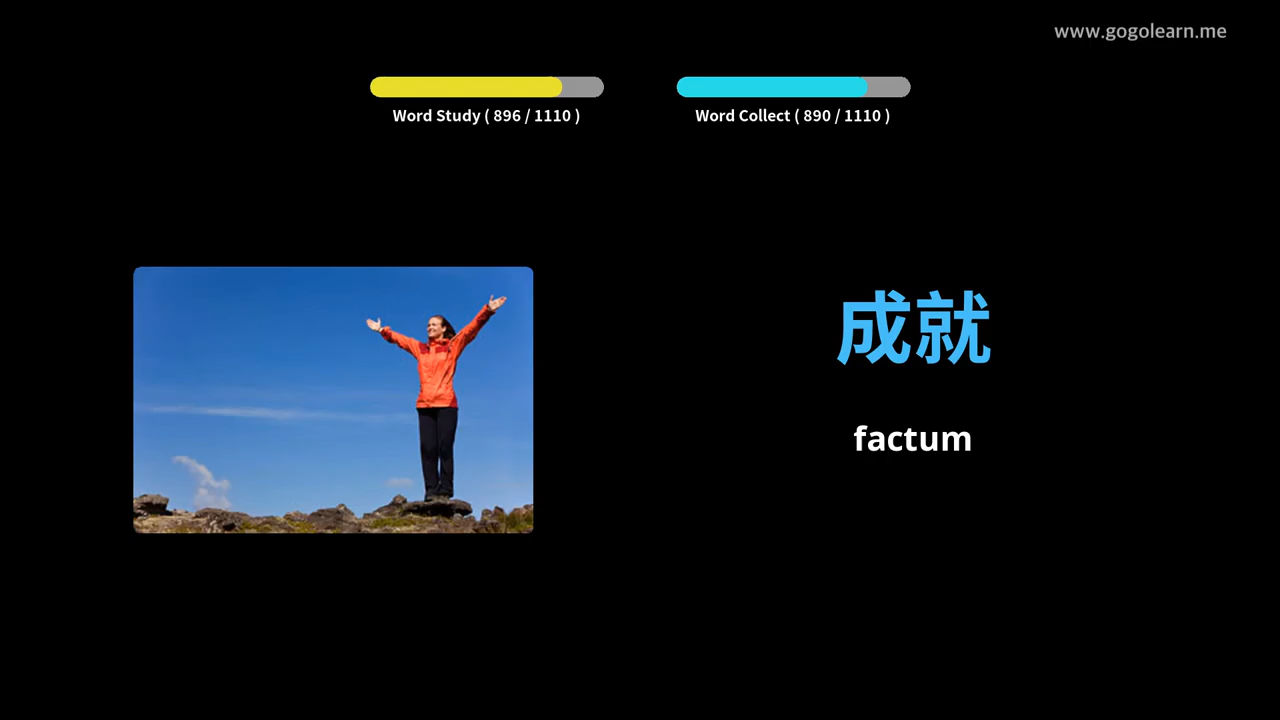 www.gogolearn.me
Word Study ( 896 / 1110 )
Word Collect ( 890 / 1110 )
成就
factum